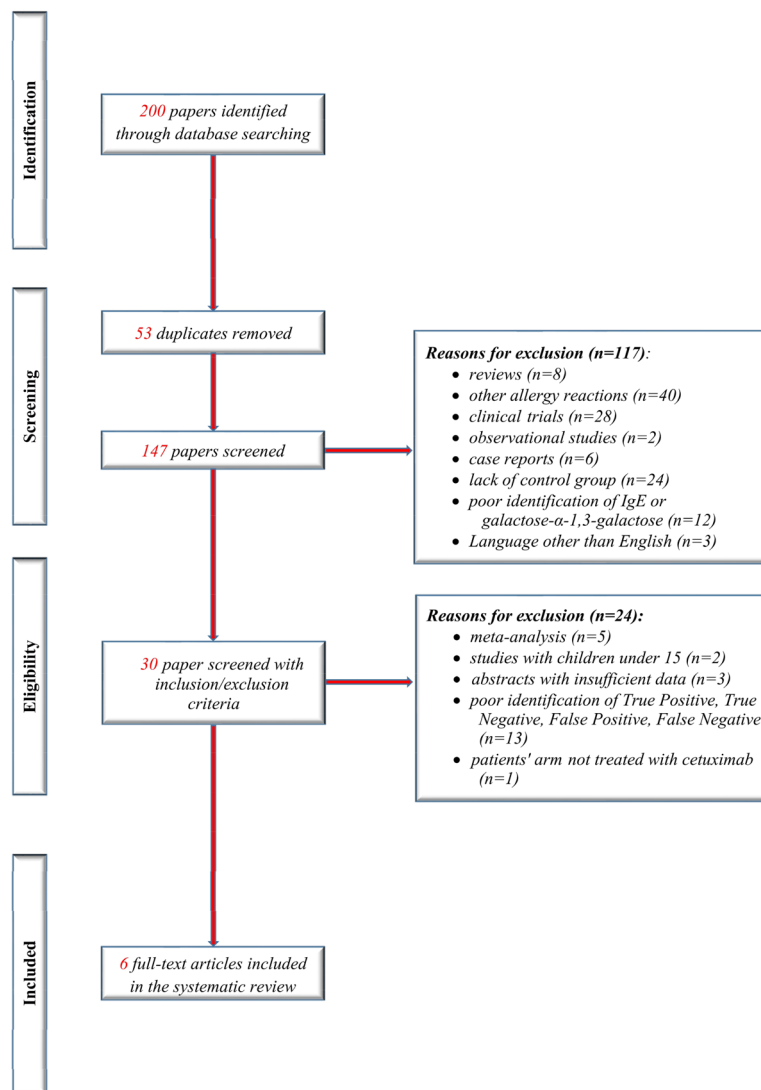 Identification
200 papers identified
through database searching
Screening
53 duplicates removed
147 papers screened
Reasons for exclusion (n=117):
• reviews (n=8)
• other allergy reactions (n=40)
• clinical trials (n=28)
• observational studies (n=2)
• case reports (n=6)
• lack of control group (n=24)
• poor identification of IgE or
galactose-α-1,3-galactose (n=12)
• Language other than English (n=3)
Eligibility
30 paper screened with
inclusion/exclusion
criteria
Reasons for exclusion (n=24):
• meta-analysis (n=5)
• studies with children under 15 (n=2)
• abstracts with insufficient data (n=3)
• poor identification of True Positive, True
Negative, False Positive, False Negative
(n=13)
• patients' arm not treated with cetuximab
(n=1)
Included
6 full-text articles included
in the systematic review